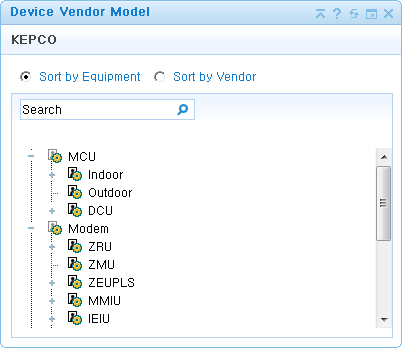 Device Vendor Model
KEPCO
Sort by Equipment Sort by Vendor
Search
MCU
Indoor
Outdoor
DCU
Modem
ZRU
ZMU
ZEUPLS
MMIU
IEIU